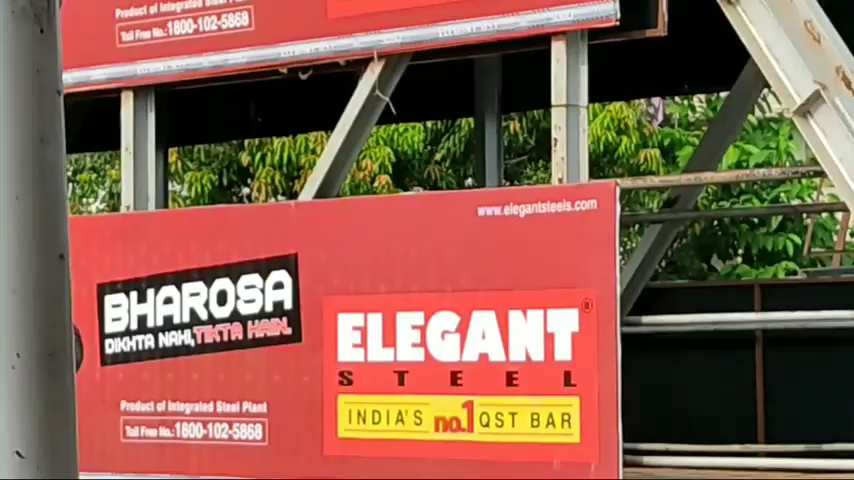 Product of Integrated Steel Plant
Toll Free No.:1800-102-5868
www.elegantsteels.com
BHAROSA
DIKHTA NAHI, TIKTA HAIN.
ELEGANT®
STEEL
INDIA'S no.1 QST BAR
Product of Integrated Steel Plant
Toll Free No.:1800-102-5868